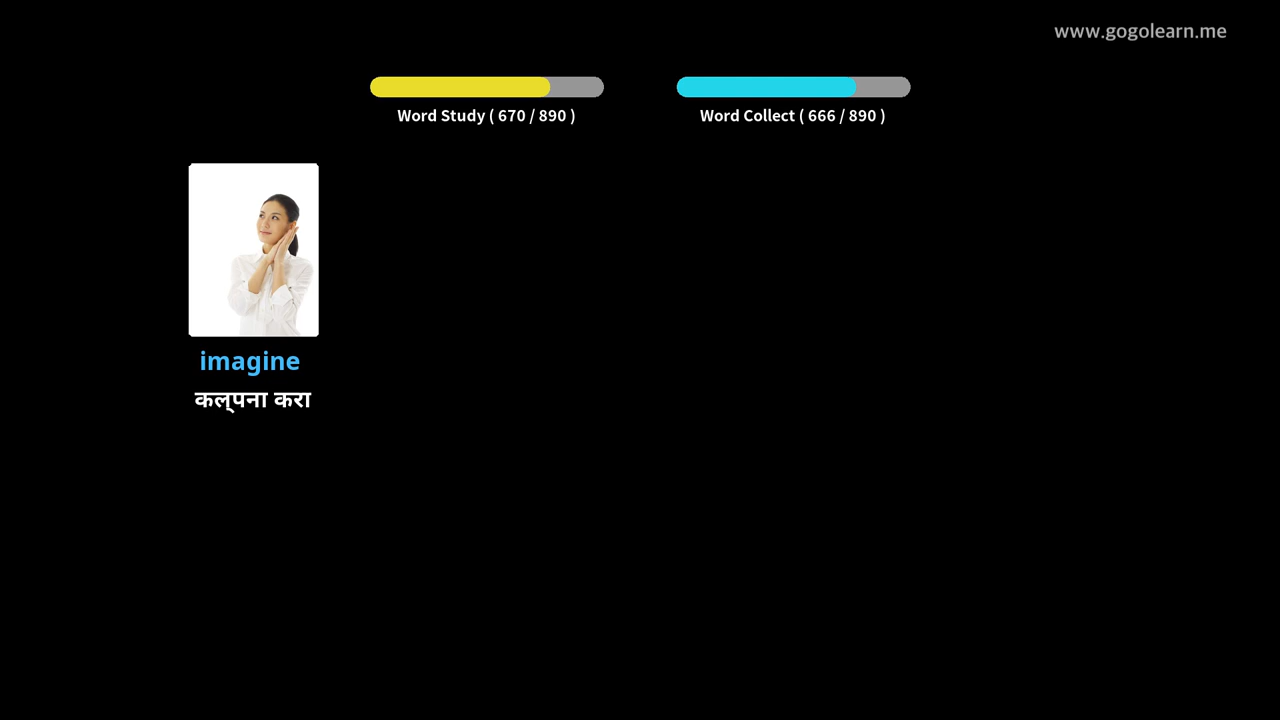 www.gogolearn.me
Word Study ( 670 / 890 )
Word Collect ( 666 / 890 )
imagine
कल्पना करा